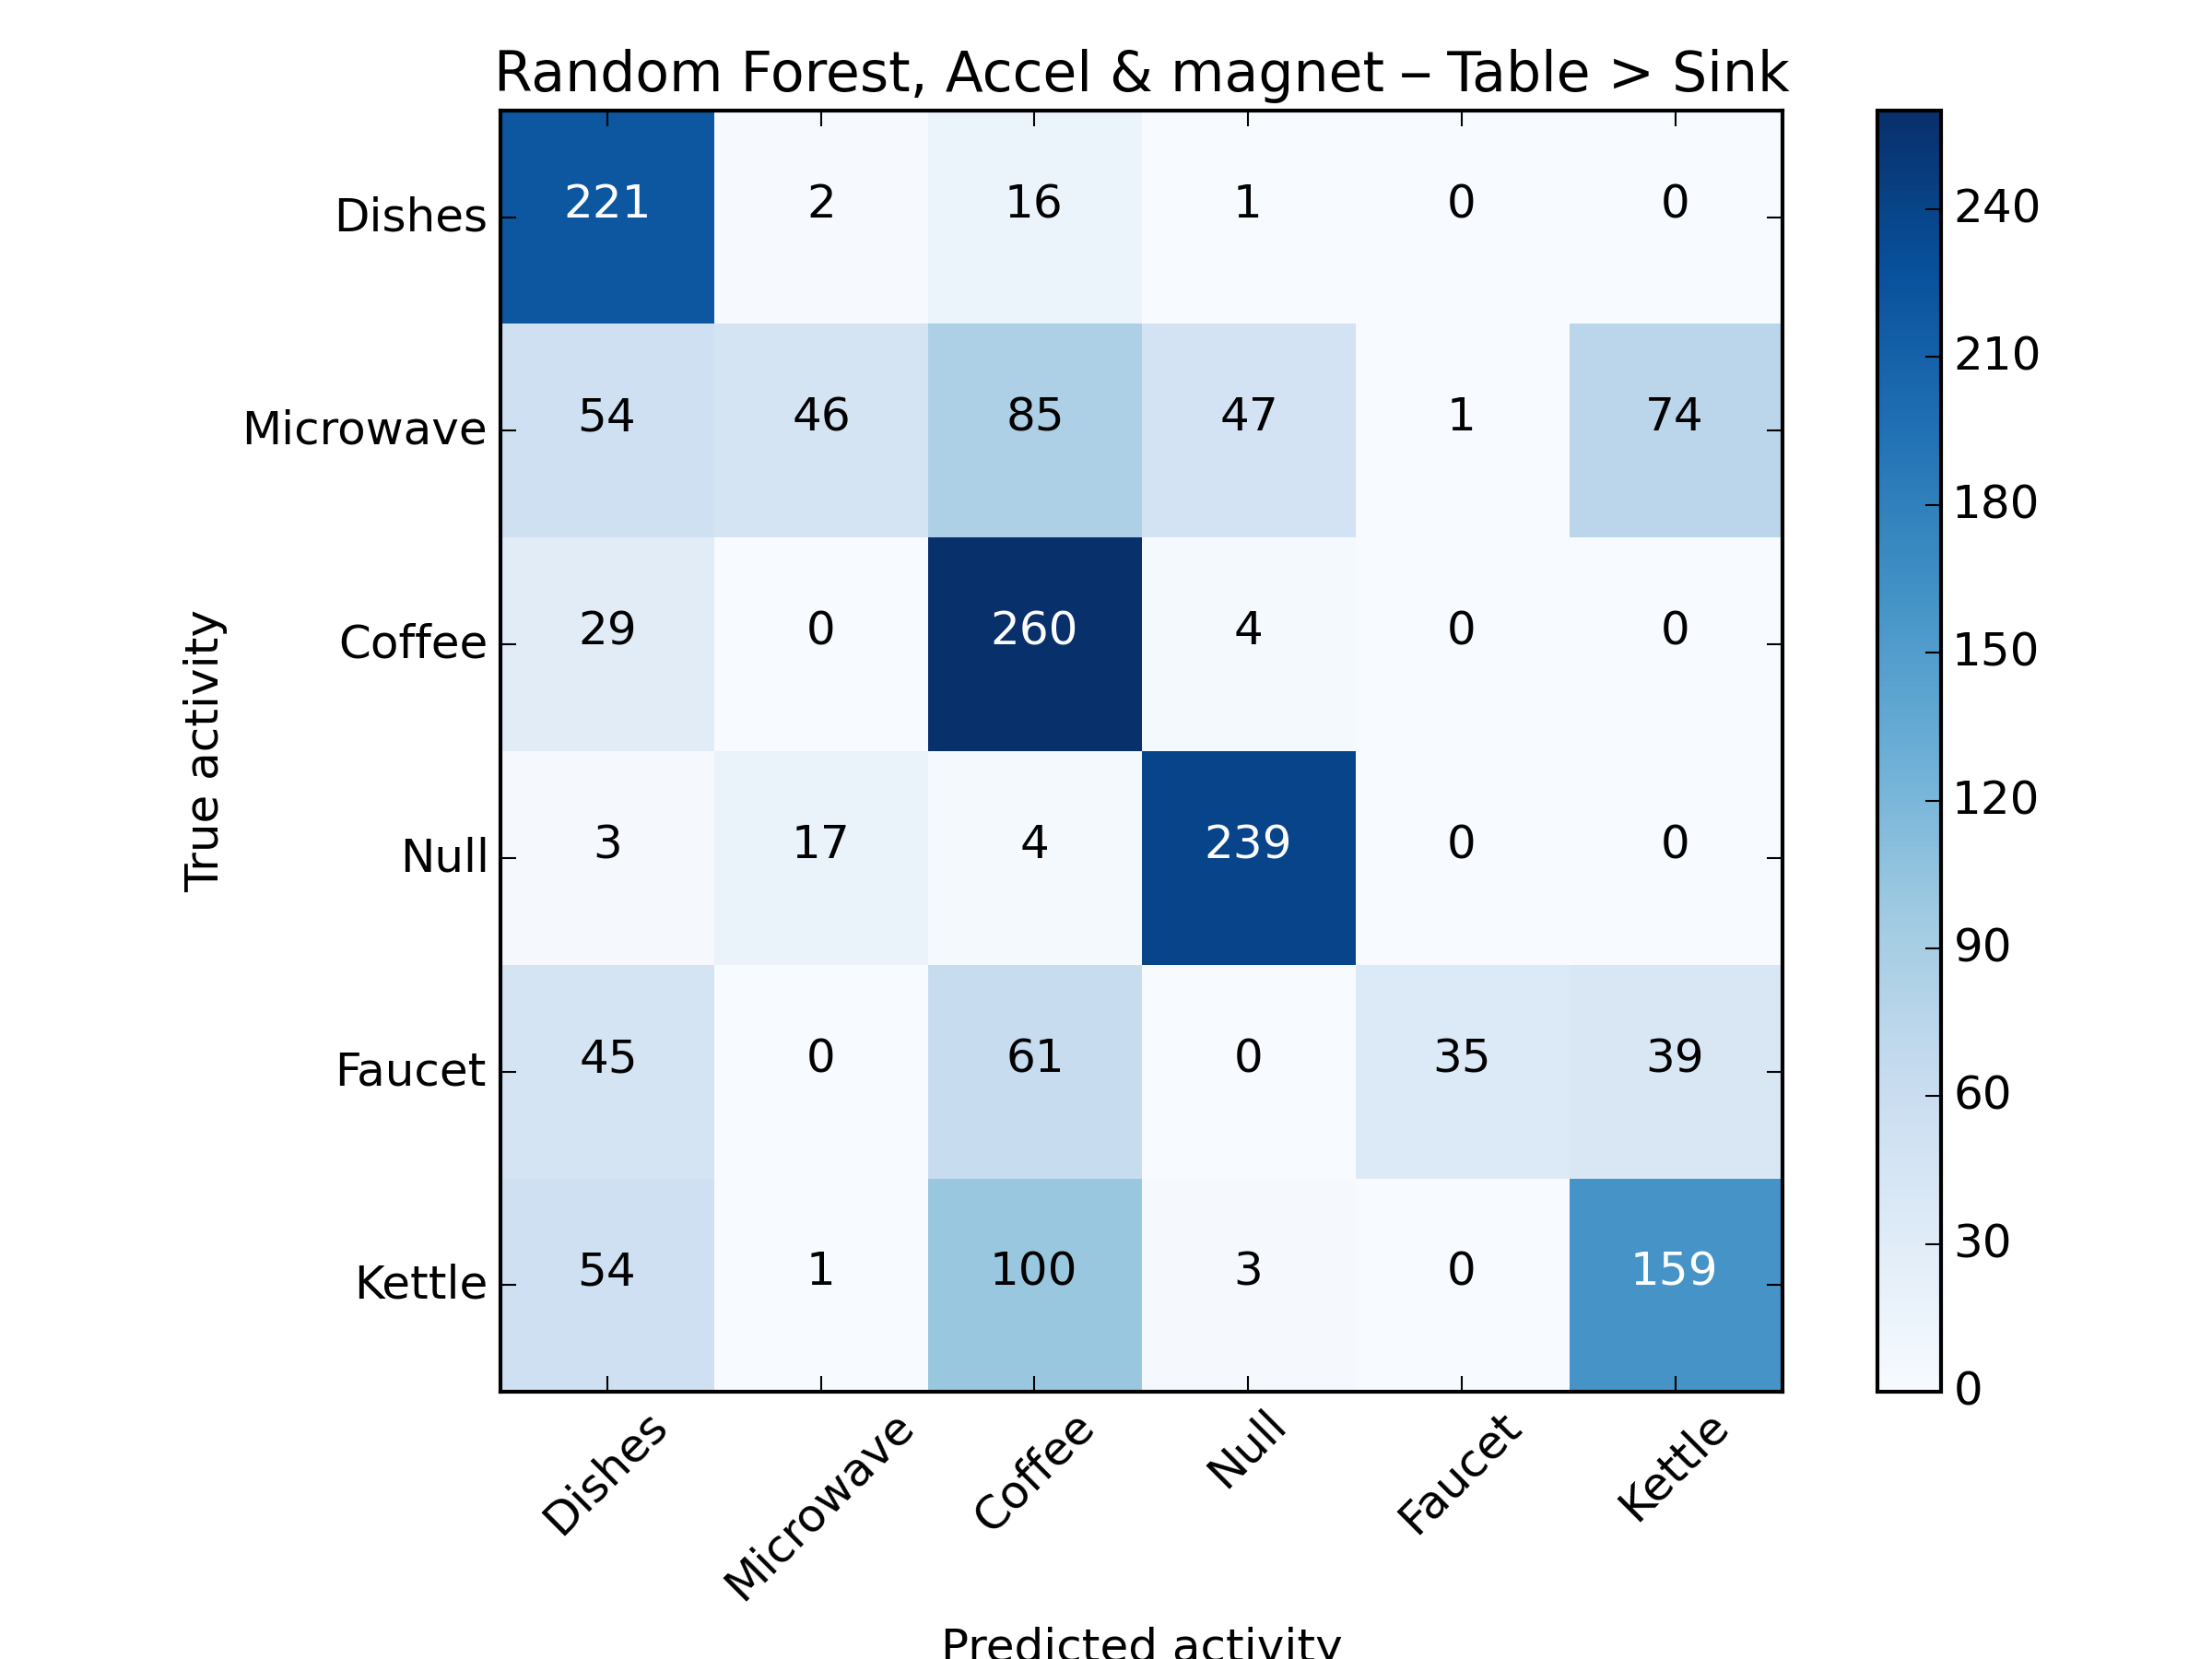 Random Forest, Accel & magnet – Table > Sink
Dishes 221 2 16 1 0 0
Microwave 54 46 85 47 1 74
Coffee 29 0 260 4 0 0
Null 3 17 4 239 0 0
Faucet 45 0 61 0 35 39
Kettle 54 1 100 3 0 159
True activity
Dishes Microwave Coffee Null Faucet Kettle
Predicted activity
240
210
180
150
120
90
60
30
0